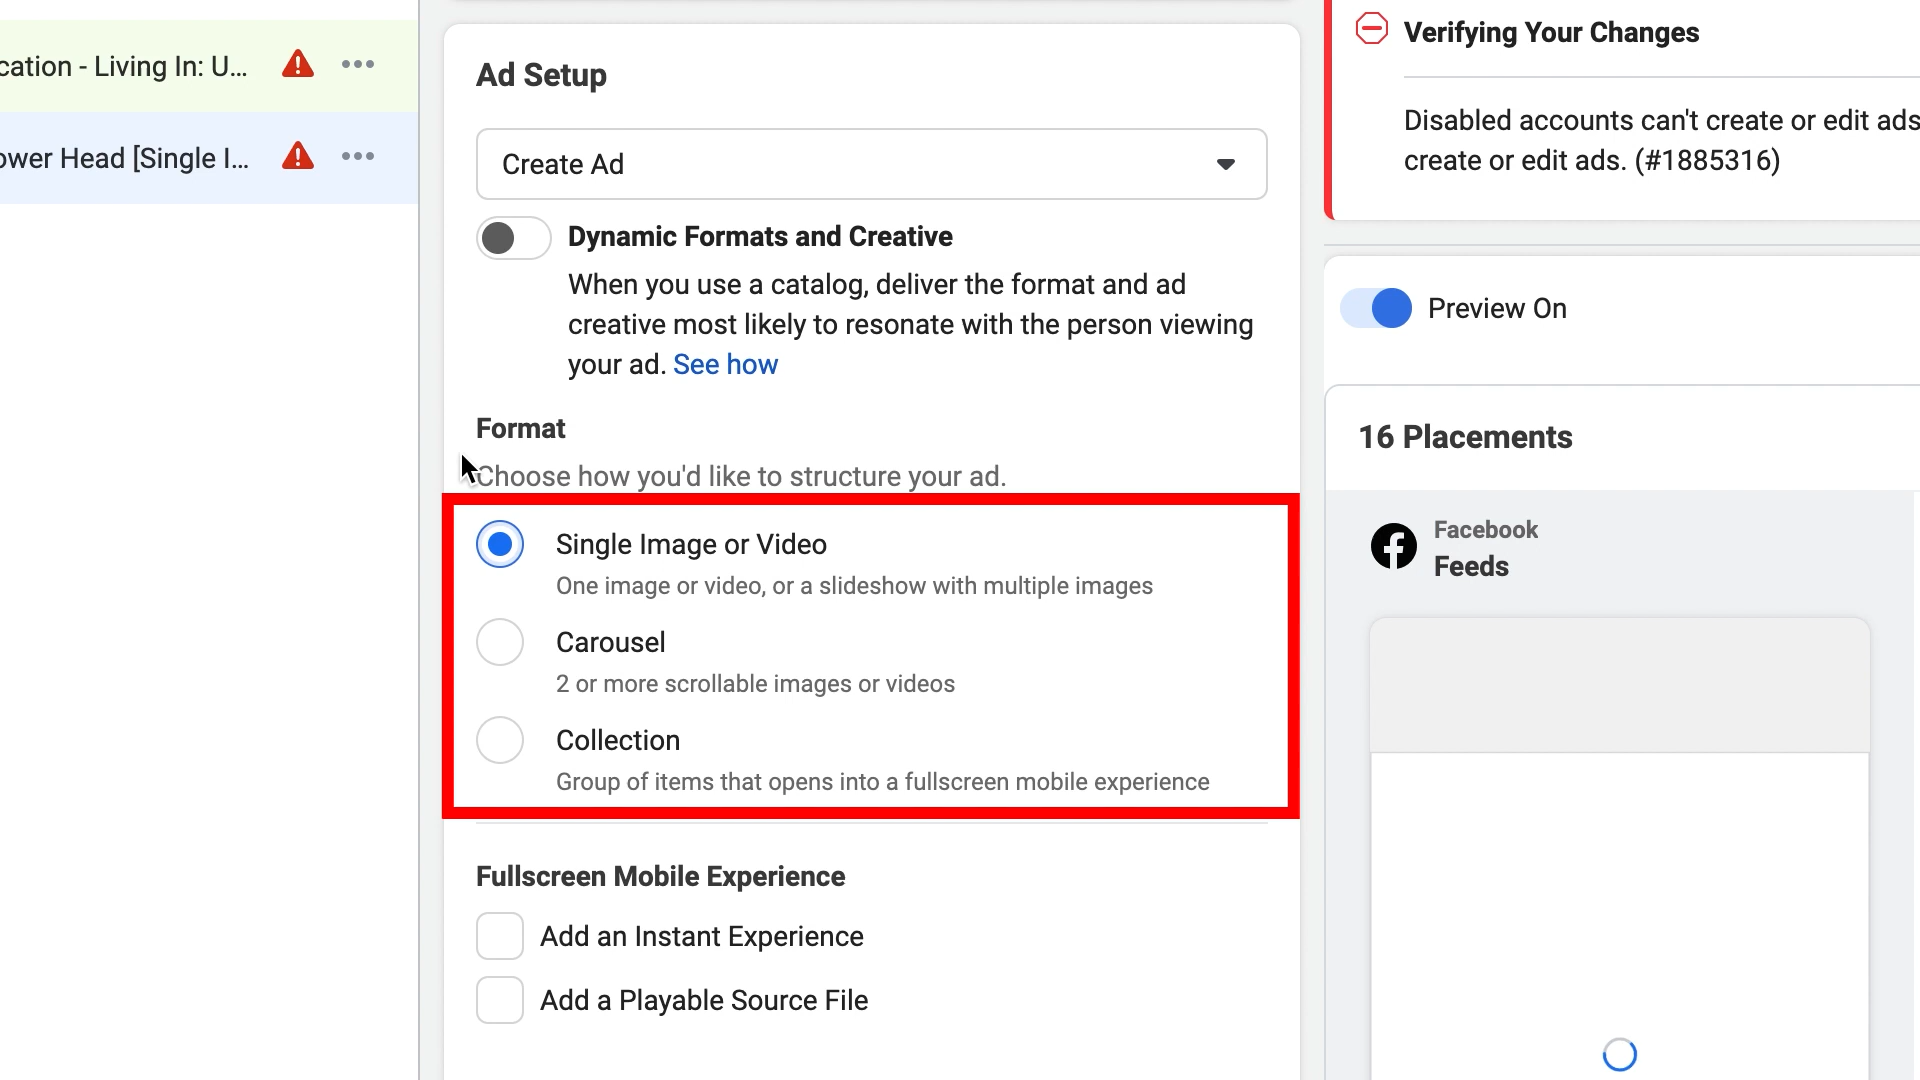 cation - Living In: U...
ower Head [Single I...
Ad Setup
Create Ad
Dynamic Formats and Creative
When you use a catalog, deliver the format and ad
creative most likely to resonate with the person viewing
your ad. See how
Format
Choose how you'd like to structure your ad.
Single Image or Video
One image or video, or a slideshow with multiple images
Carousel
2 or more scrollable images or videos
Collection
Group of items that opens into a fullscreen mobile experience
Fullscreen Mobile Experience
Add an Instant Experience
Add a Playable Source File
Verifying Your Changes
Disabled accounts can't create or edit ads
create or edit ads. (#1885316)
Preview On
16 Placements
Facebook
Feeds